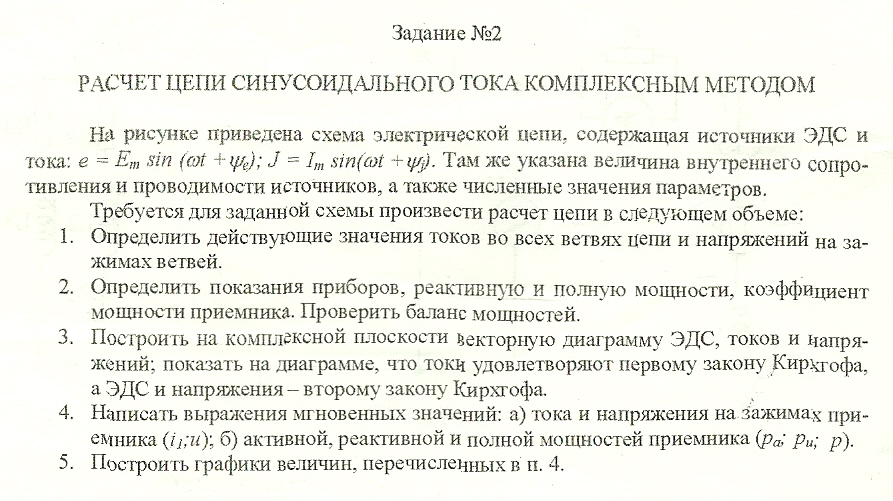 Задание №2
РАСЧЕТ ЦЕПИ СИНУСОИДАЛЬНОГО ТОКА КОМПЛЕКСНЫМ МЕТОДОМ
На рисунке приведена схема электрической цепи, содержащая источники ЭДС и
тока: e = Eₘ sin (ωt + ψₑ); J = Iₘ sin(ωt + ψⱼ). Там же указана величина внутреннего сопро-
тивления и проводимости источников, а также численные значения параметров.
Требуется для заданной схемы произвести расчет цепи в следующем объеме:
1. Определить действующие значения токов во всех ветвях цепи и напряжений на за-
жимах ветвей.
2. Определить показания приборов, реактивную и полную мощности, коэффициент
мощности приемника. Проверить баланс мощностей.
3. Построить на комплексной плоскости векторную диаграмму ЭДС, токов и напря-
жений; показать на диаграмме, что токи удовлетворяют первому закону Кирхгофа,
а ЭДС и напряжения – второму закону Кирхгофа.
4. Написать выражения мгновенных значений: а) тока и напряжения на зажимах при-
емника (i₁;u); б) активной, реактивной и полной мощностей приемника (pₐ; pᵤ; p).
5. Построить графики величин, перечисленных в п. 4.